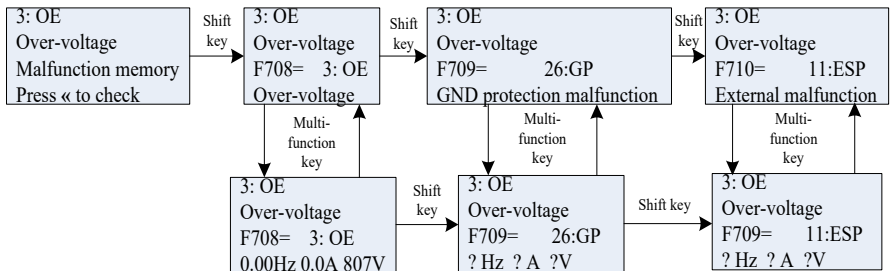 3: OE
Over-voltage
Malfunction memory
Press « to check
Shift
key
3: OE
Over-voltage
F708= 3: OE
Over-voltage
Shift
key
3: OE
Over-voltage
F709= 26:GP
GND protection malfunction
Shift
key
3: OE
Over-voltage
F710= 11:ESP
External malfunction
Multi-
function
key
Multi-
function
key
Multi-
function
key
3: OE
Over-voltage
F708= 3: OE
0.00Hz 0.0A 807V
Shift
key
3: OE
Over-voltage
F709= 26:GP
? Hz ? A ?V
Shift key
3: OE
Over-voltage
F709= 11:ESP
? Hz ? A ?V